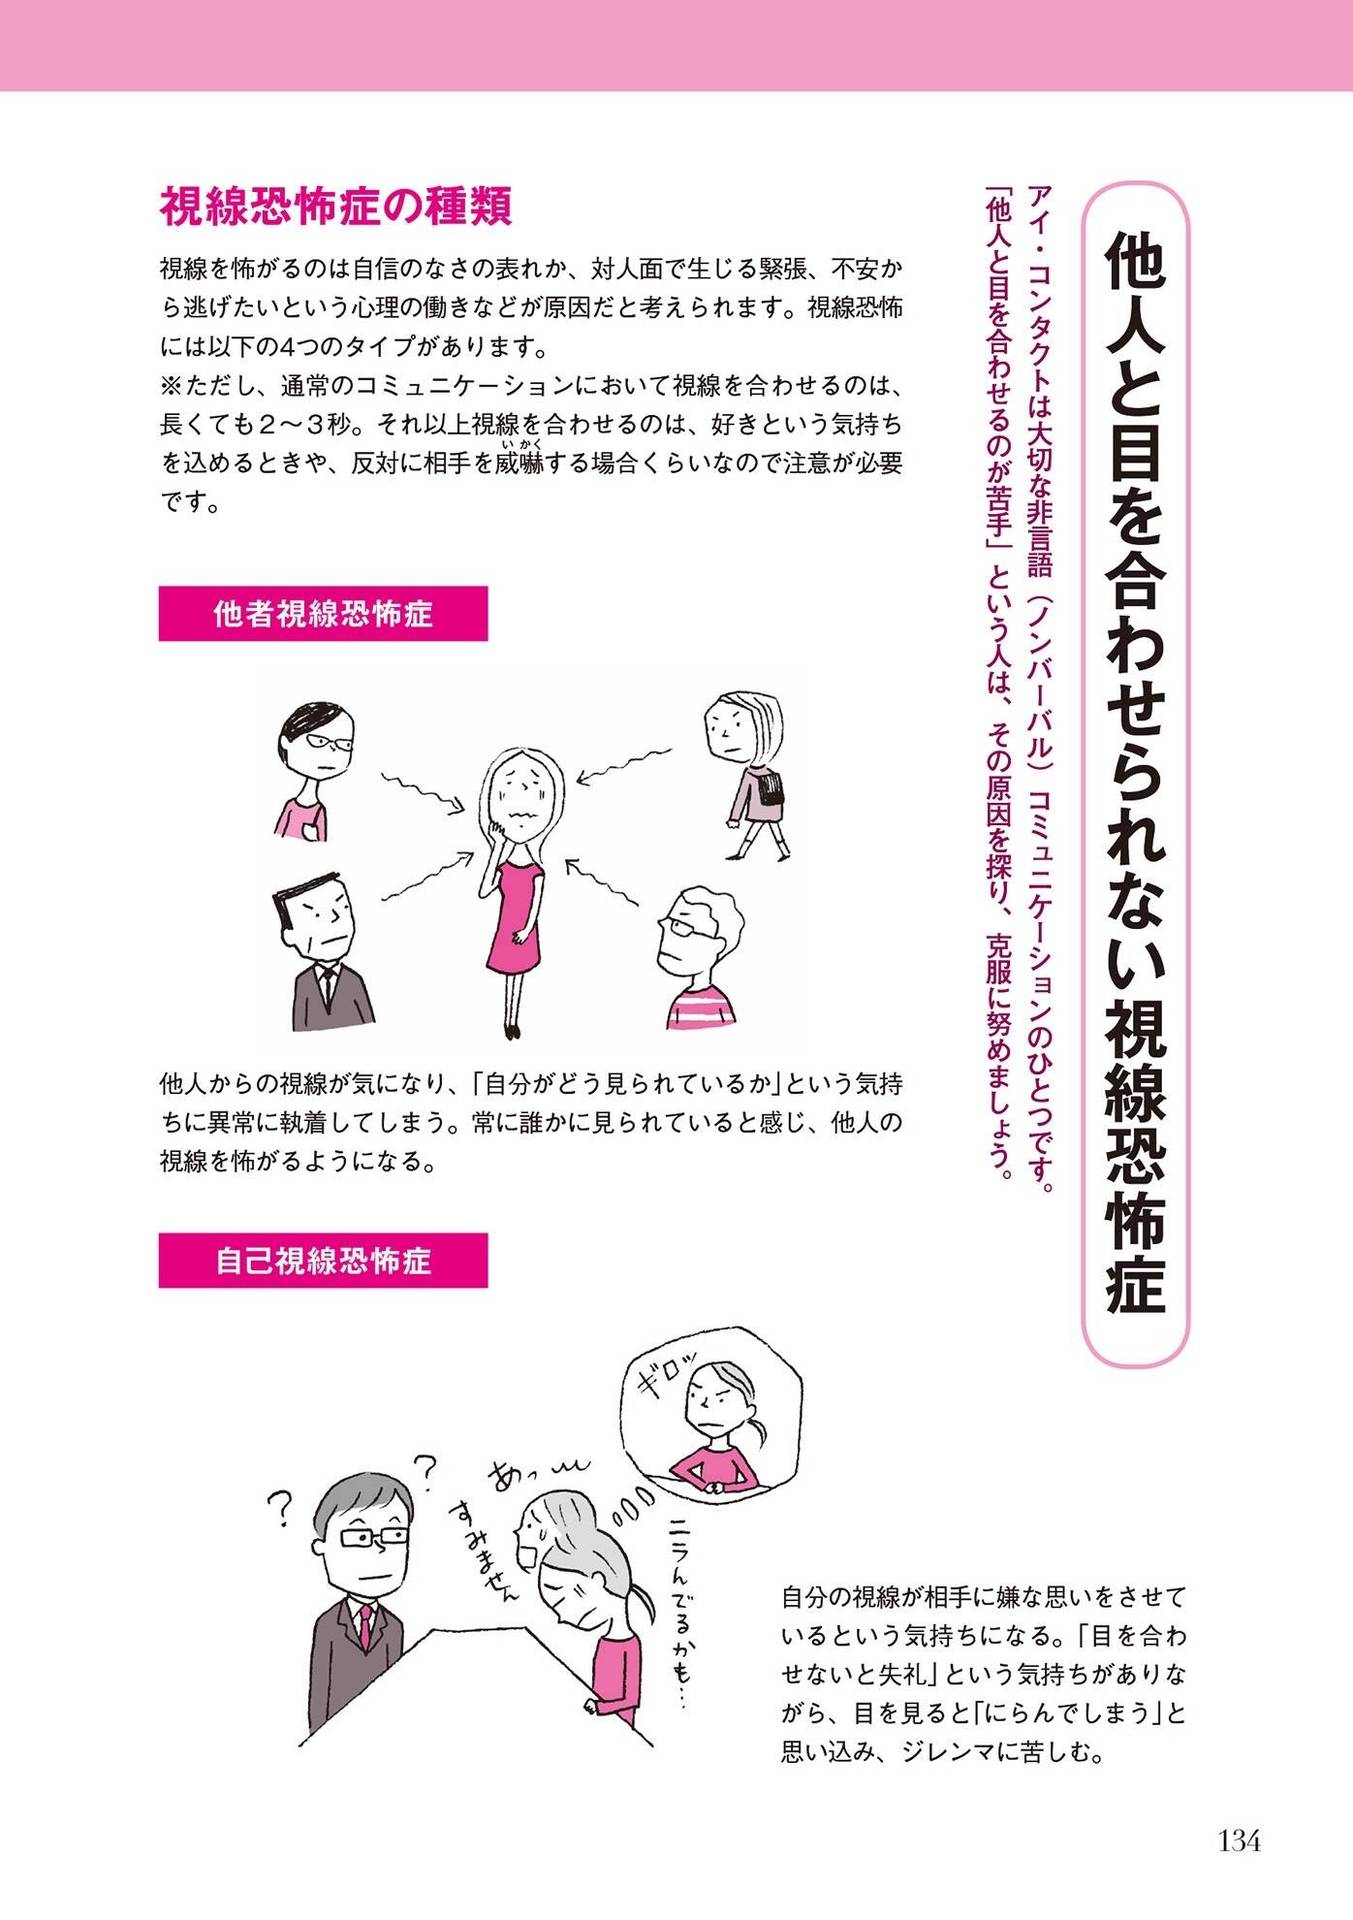 他人と目を合わせられない視線恐怖症
アイ・コンタクトは大切な非言語（ノンバーバル）コミュニケーションのひとつです。
「他人と目を合わせるのが苦手」という人は、その原因を探り、克服に努めましょう。
視線恐怖症の種類
視線を怖がるのは自信のなさの表れか、対人面で生じる緊張、不安か
ら逃げたいという心理の働きなどが原因だと考えられます。視線恐怖
には以下の4つのタイプがあります。
※ただし、通常のコミュニケーションにおいて視線を合わせるのは、
長くても2〜3秒。それ以上視線を合わせるのは、好きという気持ち
いかく
を込めるときや、反対に相手を威嚇する場合くらいなので注意が必要
です。
他者視線恐怖症
他人からの視線が気になり、「自分がどう見られているか」という気持
ちに異常に執着してしまう。常に誰かに見られていると感じ、他人の
視線を怖がるようになる。
自己視線恐怖症
ギロッ
?
?
あっ
すみません
ニラんでるかも…
自分の視線が相手に嫌な思いをさせて
いるという気持ちになる。「目を合わ
せないと失礼」という気持ちがありな
がら、目を見ると「にらんでしまう」と
思い込み、ジレンマに苦しむ。
134